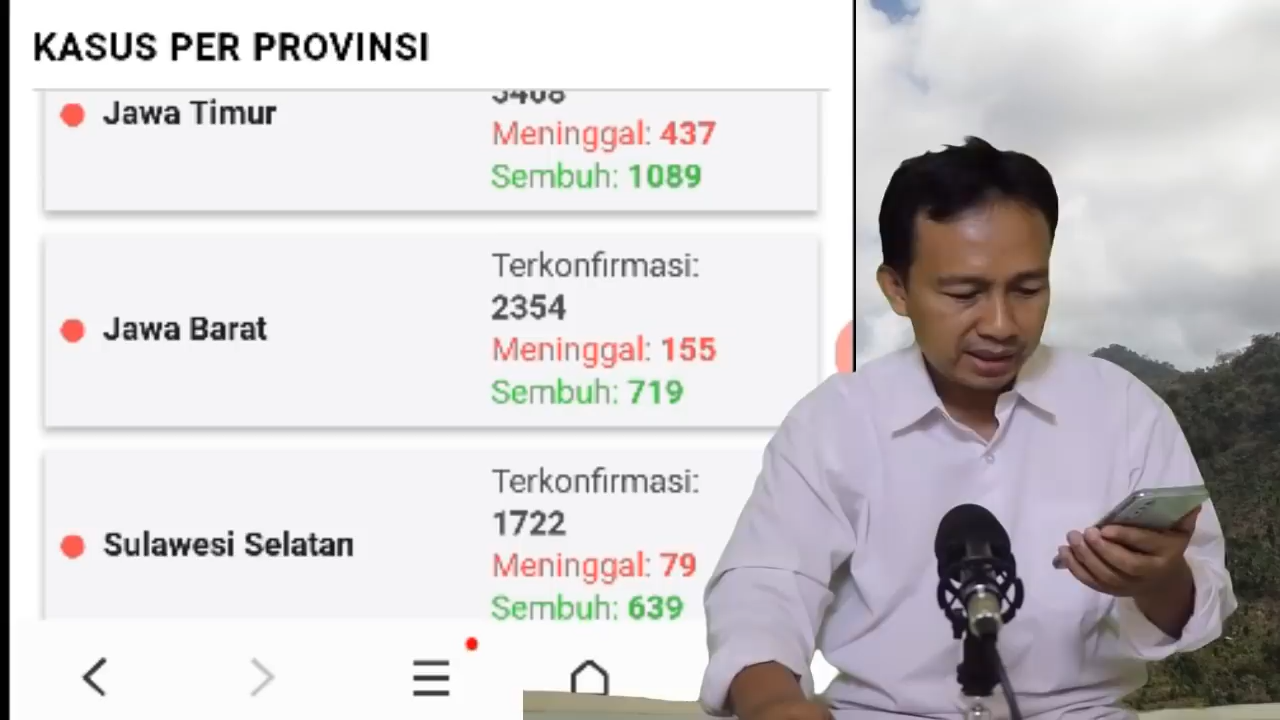 KASUS PER PROVINSI
Jawa Timur
Meninggal: 437
Sembuh: 1089
Terkonfirmasi:
2354
Jawa Barat
Meninggal: 155
Sembuh: 719
Terkonfirmasi:
1722
Sulawesi Selatan
Meninggal: 79
Sembuh: 639